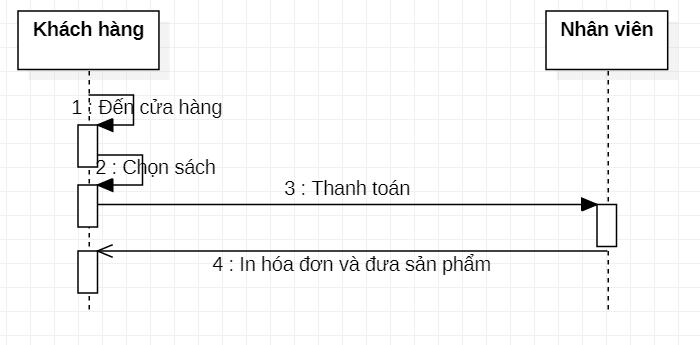 Khách hàng
Nhân viên
1 : Đến cửa hàng
2 : Chọn sách
3 : Thanh toán
4 : In hóa đơn và đưa sản phẩm